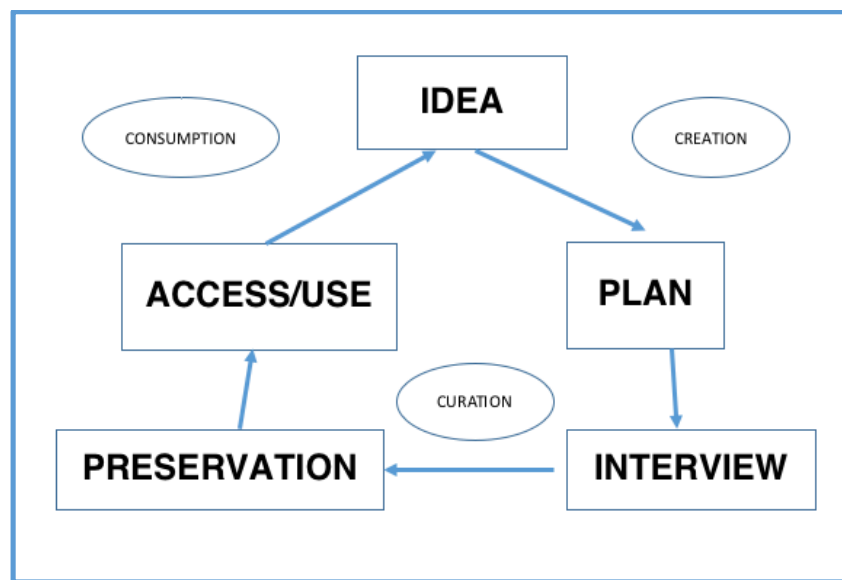 IDEA
CONSUMPTION
CREATION
ACCESS/USE
PLAN
CURATION
PRESERVATION
INTERVIEW